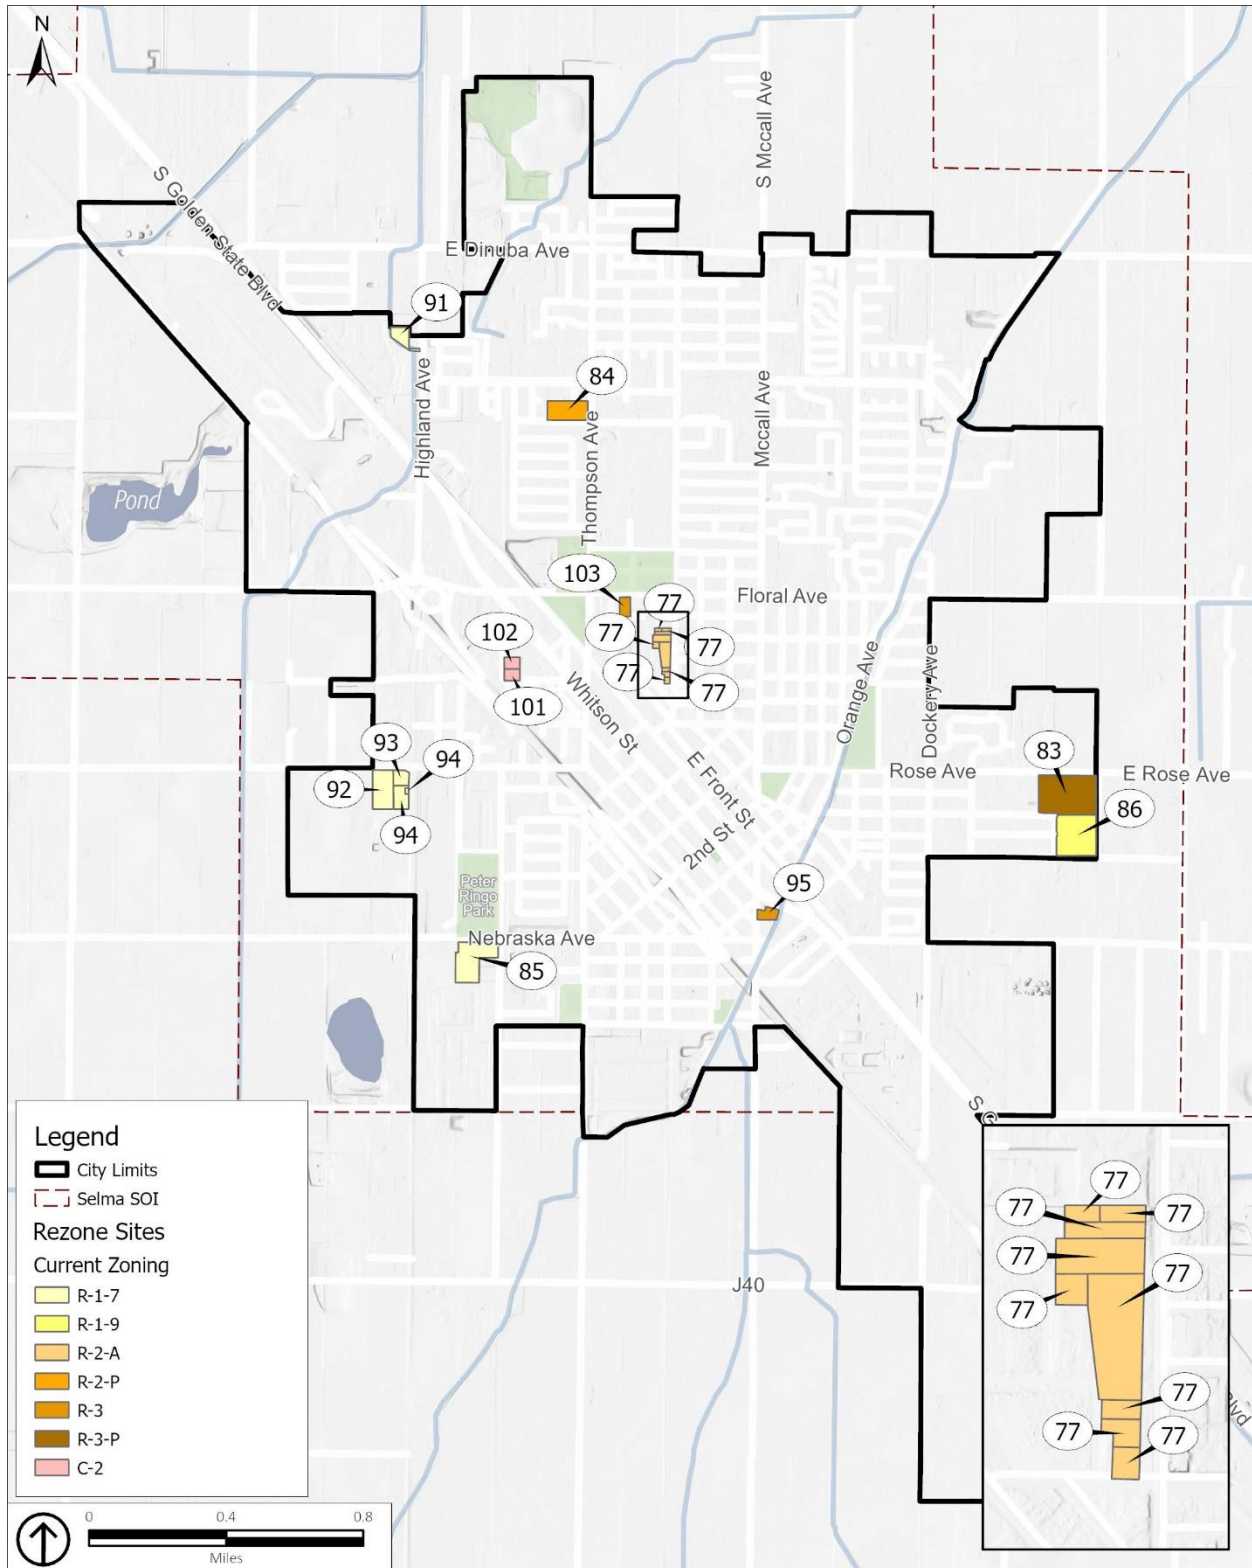 N
S Mccall Ave
S Golden State Blvd
E Dinuba Ave
91
84
Highland Ave
Thompson Ave
Mccall Ave
Pond
103
77
Floral Ave
77
77
102
77
77
101
Whitson St
Orange Ave
Dockery Ave
93
94
92
94
E Front St
2nd St
Rose Ave
83
E Rose Ave
86
95
Peter
Ringo
Park
Nebraska Ave
85
S G
J40
77
77
77
77
77
77
77
77
77
Blvd
Legend
City Limits
Selma SOI
Rezone Sites
Current Zoning
R-1-7
R-1-9
R-2-A
R-2-P
R-3
R-3-P
C-2
0 0.4 0.8
Miles